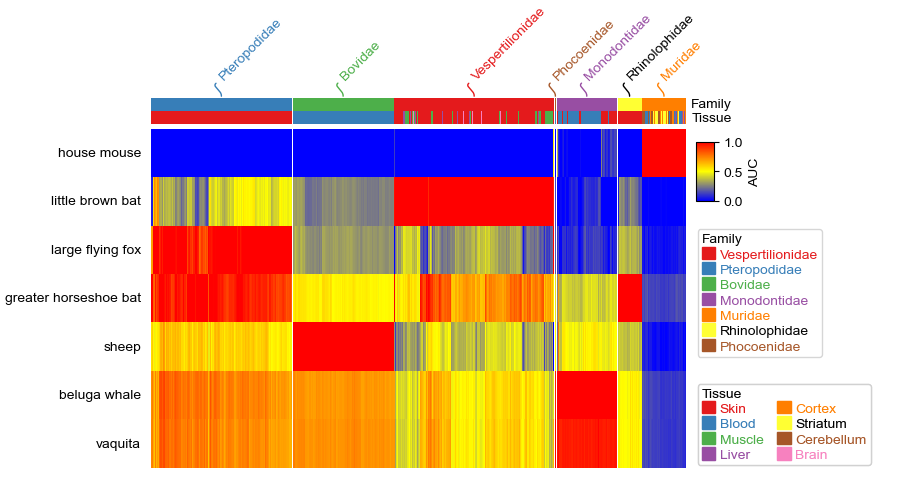 Pteropodidae
Bovidae
Vespertilionidae
Phocoenidae
Monodontidae
Rhinolophidae
Muridae
Family
Tissue
house mouse
little brown bat
large flying fox
greater horseshoe bat
sheep
beluga whale
vaquita
1.0
0.5
0.0
AUC
Family
Vespertilionidae
Pteropodidae
Bovidae
Monodontidae
Muridae
Rhinolophidae
Phocoenidae
Tissue
Skin Cortex
Blood Striatum
Muscle Cerebellum
Liver Brain